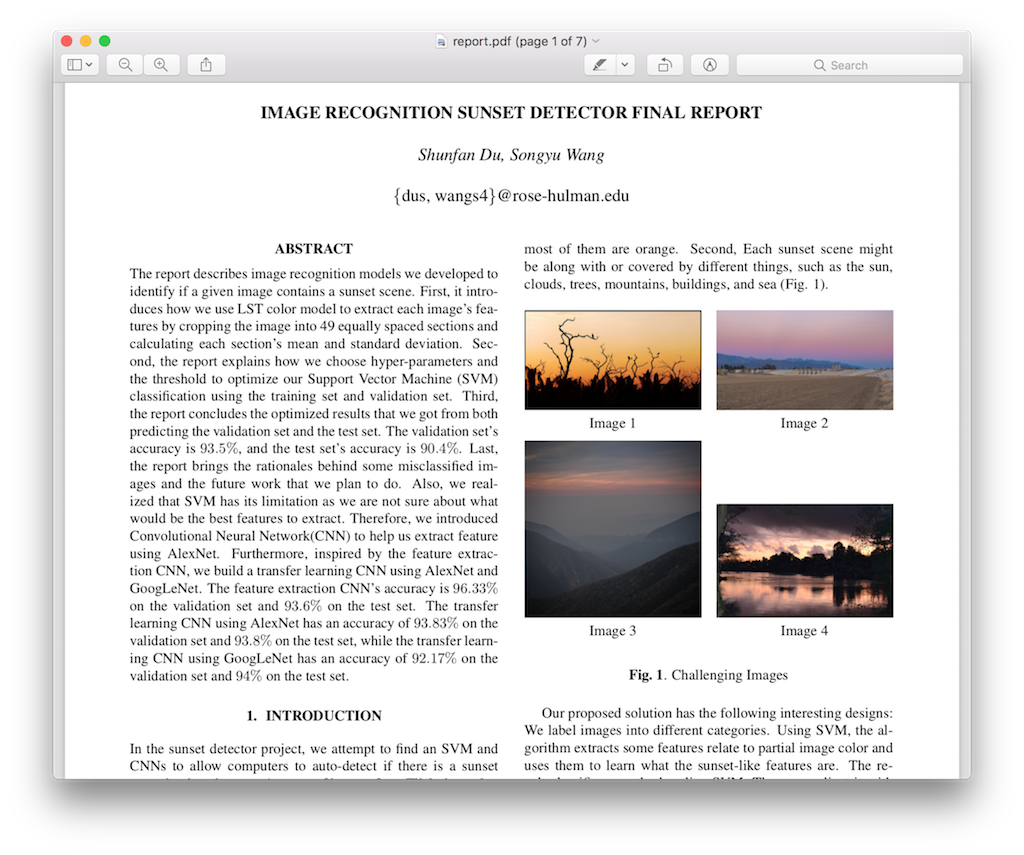 report.pdf (page 1 of 7)
Search
IMAGE RECOGNITION SUNSET DETECTOR FINAL REPORT
Shunfan Du, Songyu Wang
{dus, wangs4}@rose-hulman.edu
ABSTRACT
The report describes image recognition models we developed to
identify if a given image contains a sunset scene. First, it intro-
duces how we use LST color model to extract each image's fea-
tures by cropping the image into 49 equally spaced sections and
calculating each section's mean and standard deviation. Sec-
ond, the report explains how we choose hyper-parameters and
the threshold to optimize our Support Vector Machine (SVM)
classification using the training set and validation set. Third,
the report concludes the optimized results that we got from both
predicting the validation set and the test set. The validation set's
accuracy is 93.5%, and the test set's accuracy is 90.4%. Last,
the report brings the rationales behind some misclassified im-
ages and the future work that we plan to do. Also, we real-
ized that SVM has its limitation as we are not sure about what
would be the best features to extract. Therefore, we introduced
Convolutional Neural Network(CNN) to help us extract feature
using AlexNet. Furthermore, inspired by the feature extrac-
tion CNN, we build a transfer learning CNN using AlexNet and
GoogLeNet. The feature extraction CNN's accuracy is 96.33%
on the validation set and 93.6% on the test set. The transfer
learning CNN using AlexNet has an accuracy of 93.83% on the
validation set and 93.8% on the test set, while the transfer learn-
ing CNN using GoogLeNet has an accuracy of 92.17% on the
validation set and 94% on the test set.
1. INTRODUCTION
In the sunset detector project, we attempt to find an SVM and
CNNs to allow computers to auto-detect if there is a sunset
most of them are orange. Second, Each sunset scene might
be along with or covered by different things, such as the sun,
clouds, trees, mountains, buildings, and sea (Fig. 1).
Image 1
Image 2
Image 3
Image 4
Fig. 1. Challenging Images
Our proposed solution has the following interesting designs:
We label images into different categories. Using SVM, the al-
gorithm extracts some features relate to partial image color and
uses them to learn what the sunset-like features are. The re-